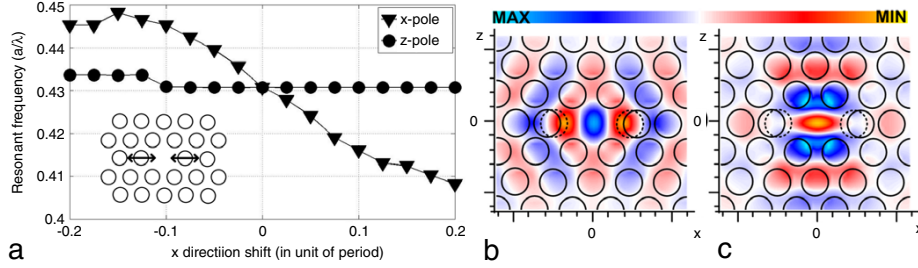 0.45
0.44
0.43
0.42
0.41
0.4
Resonant frequency (a/λ)
-0.2
-0.1
0
0.1
0.2
x directiion shift (in unit of period)
x-pole
z-pole
a
MAX
MIN
z
0
0
x
b
z
0
0
x
c